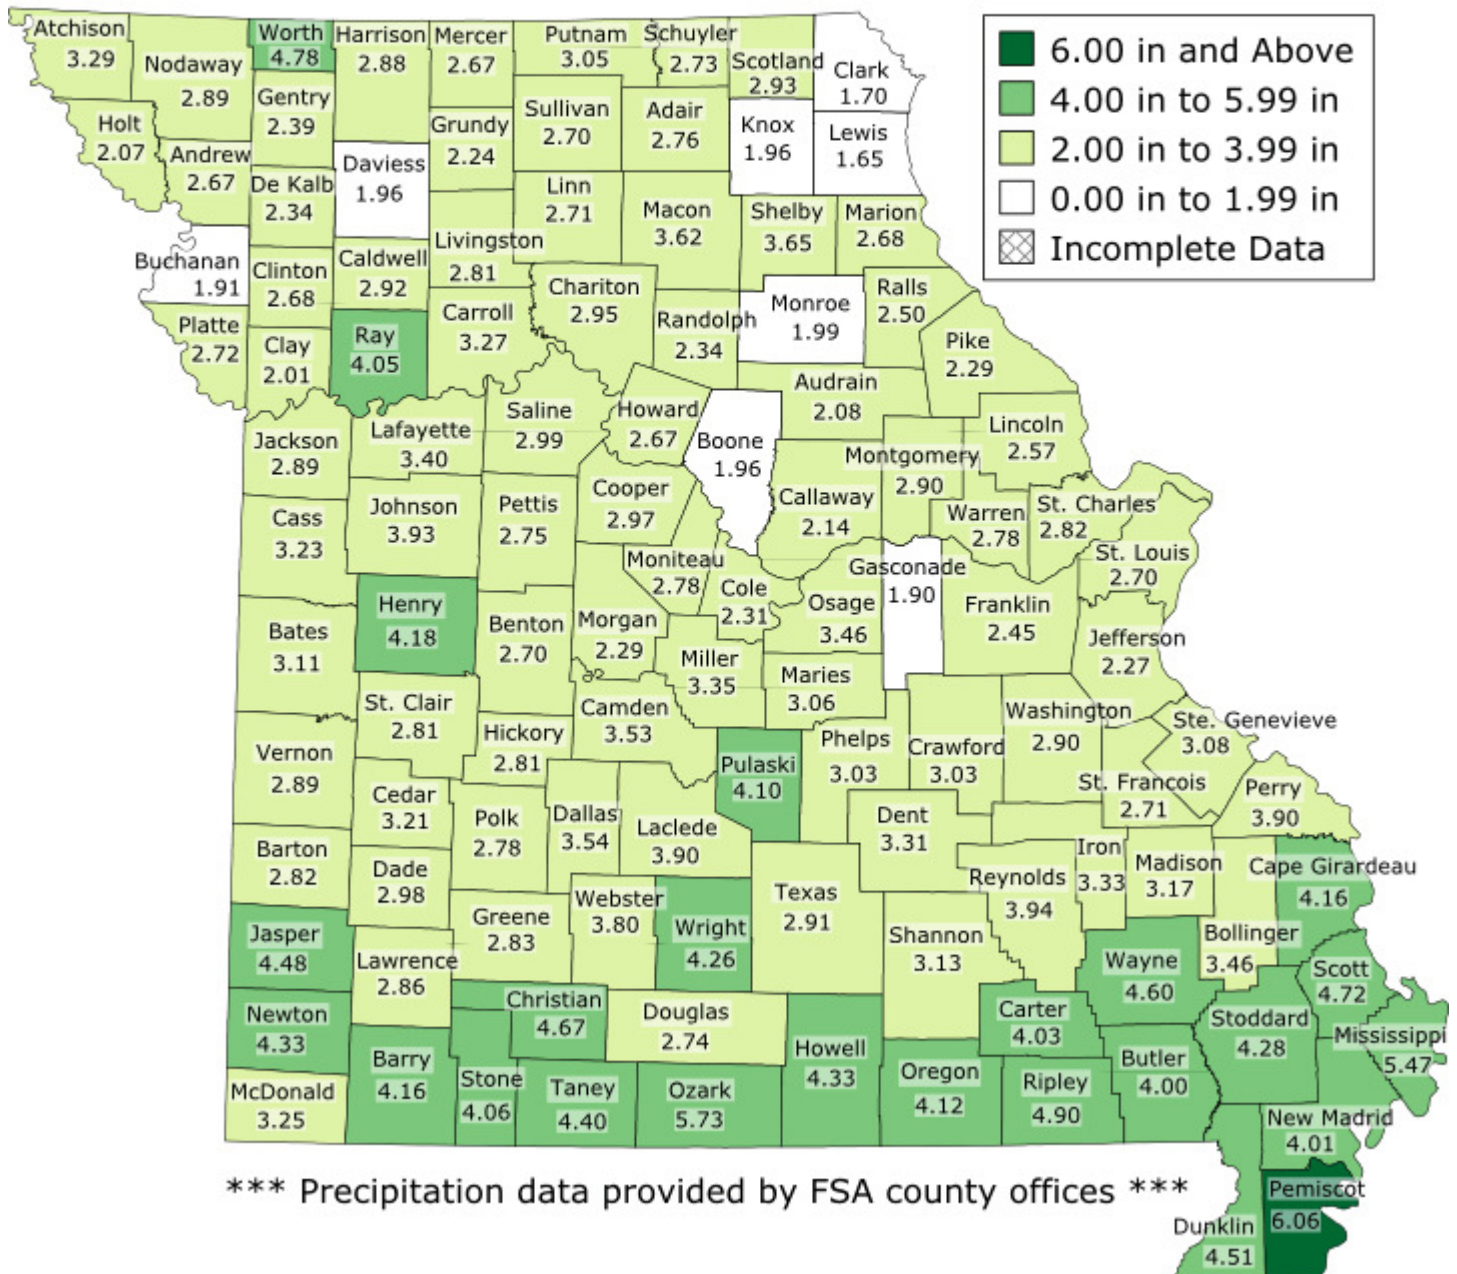 6.00 in and Above
4.00 in to 5.99 in
2.00 in to 3.99 in
0.00 in to 1.99 in
Incomplete Data
Atchison
3.29
Nodaway
2.89
Worth
4.78
Harrison
2.88
Mercer
2.67
Putnam
3.05
Schuyler
2.73
Scotland
2.93
Clark
1.70
Holt
2.07
Andrew
2.67
Gentry
2.39
De Kalb
2.34
Daviess
1.96
Grundy
2.24
Sullivan
2.70
Adair
2.76
Knox
1.96
Lewis
1.65
Buchanan
1.91
Clinton
2.68
Caldwell
2.92
Livingston
2.81
Linn
2.71
Macon
3.62
Shelby
3.65
Marion
2.68
Platte
2.72
Clay
2.01
Ray
4.05
Carroll
3.27
Chariton
2.95
Randolph
2.34
Monroe
1.99
Ralls
2.50
Pike
2.29
Jackson
2.89
Lafayette
3.40
Saline
2.99
Howard
2.67
Boone
1.96
Audrain
2.08
Montgomery
2.90
Lincoln
2.57
Cass
3.23
Johnson
3.93
Pettis
2.75
Cooper
2.97
Callaway
2.14
Warren
2.78
St. Charles
2.82
St. Louis
2.70
Moniteau
2.78
Cole
2.31
Osage
3.46
Gasconade
1.90
Franklin
2.45
Jefferson
2.27
Bates
3.11
Henry
4.18
Benton
2.70
Morgan
2.29
Miller
3.35
Maries
3.06
St. Clair
2.81
Hickory
2.81
Camden
3.53
Pulaski
4.10
Phelps
3.03
Crawford
3.03
Washington
2.90
Ste. Genevieve
3.08
St. Francois
2.71
Perry
3.90
Vernon
2.89
Cedar
3.21
Polk
2.78
Dallas
3.54
Laclede
3.90
Dent
3.31
Iron
3.33
Madison
3.17
Cape Girardeau
4.16
Barton
2.82
Dade
2.98
Greene
2.83
Webster
3.80
Wright
4.26
Texas
2.91
Reynolds
3.94
Shannon
3.13
Bollinger
3.46
Jasper
4.48
Lawrence
2.86
Christian
4.67
Douglas
2.74
Howell
4.33
Carter
4.03
Wayne
4.60
Scott
4.72
Stoddard
4.28
Mississippi
5.47
Newton
4.33
Barry
4.16
Stone
4.06
Taney
4.40
Ozark
5.73
Oregon
4.12
Ripley
4.90
Butler
4.00
McDonald
3.25
New Madrid
4.01
Pemiscot
6.06
Dunklin
4.51
*** Precipitation data provided by FSA county offices ***